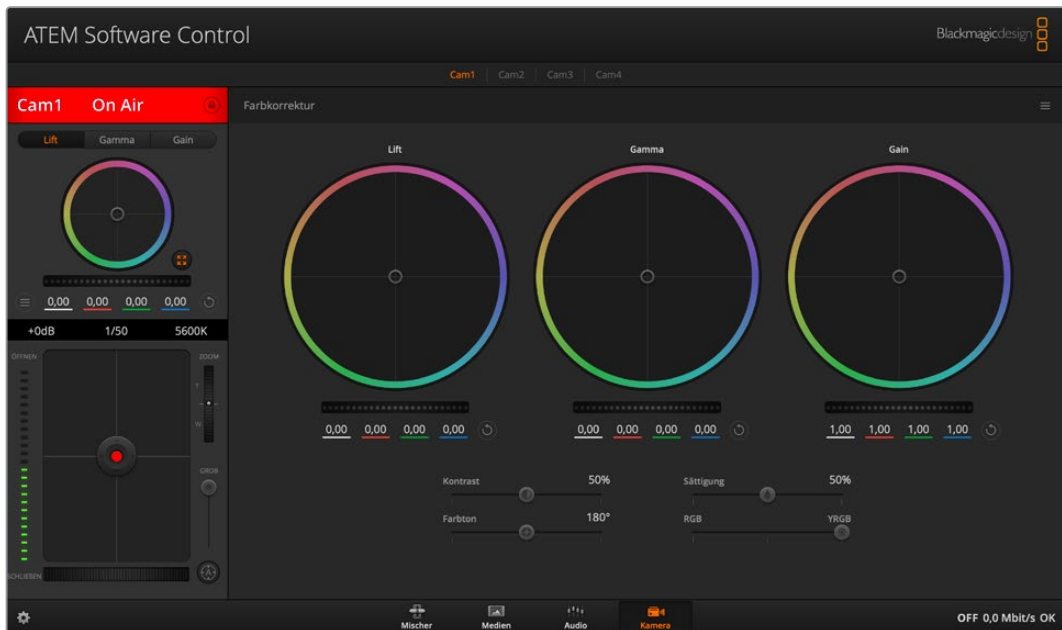 ATEM Software Control
Blackmagicdesign
Cam1 Cam2 Cam3 Cam4
Cam1 On Air
Farbkorrektur
Lift Gamma Gain
Lift Gamma Gain
0,00 0,00 0,00 0,00
+0dB 1/50 5600K
ÖFFNEN
ZOOM
T
W
GROB
SCHLIEßEN
A
0,00 0,00 0,00 0,00
0,00 0,00 0,00 0,00
1,00 1,00 1,00 1,00
Kontrast 50%
Sättigung 50%
Farbton 180°
RGB YRGB
Mischer Medien Audio Kamera
OFF 0,0 Mbit/s OK